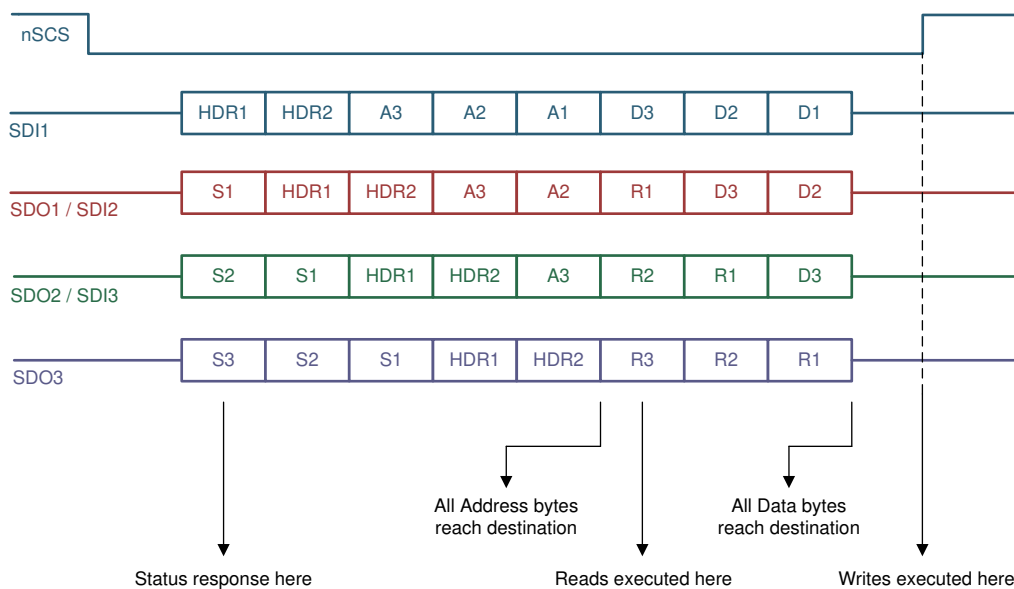 nSCS
HDR1 HDR2 A3 A2 A1 D3 D2 D1
SDI1
S1 HDR1 HDR2 A3 A2 R1 D3 D2
SDO1 / SDI2
S2 S1 HDR1 HDR2 A3 R2 R1 D3
SDO2 / SDI3
S3 S2 S1 HDR1 HDR2 R3 R2 R1
SDO3
All Address bytes
reach destination
All Data bytes
reach destination
Status response here
Reads executed here
Writes executed here